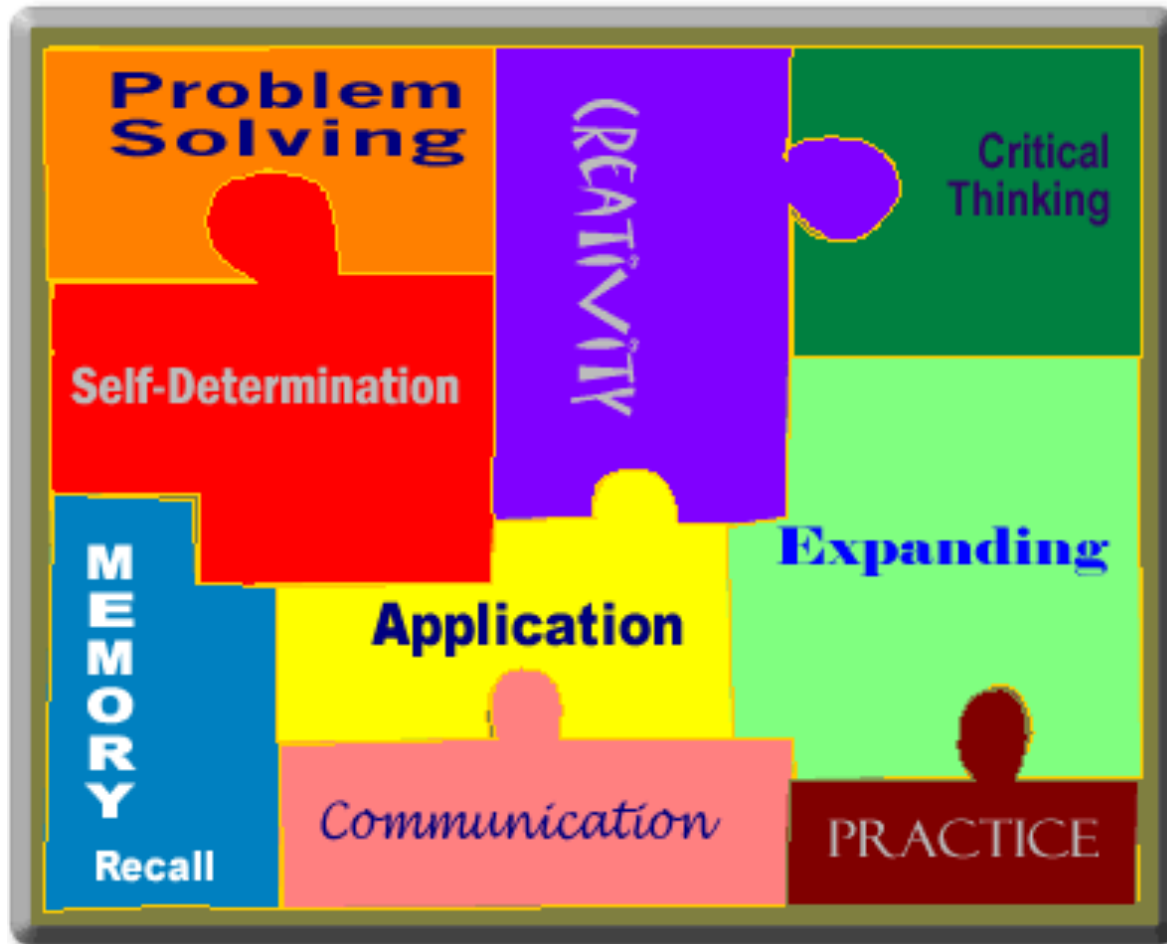 Problem
Solving
CREATIVITY
Critical
Thinking
Self-Determination
Expanding
MEMORY
Recall
Application
Communication
PRACTICE